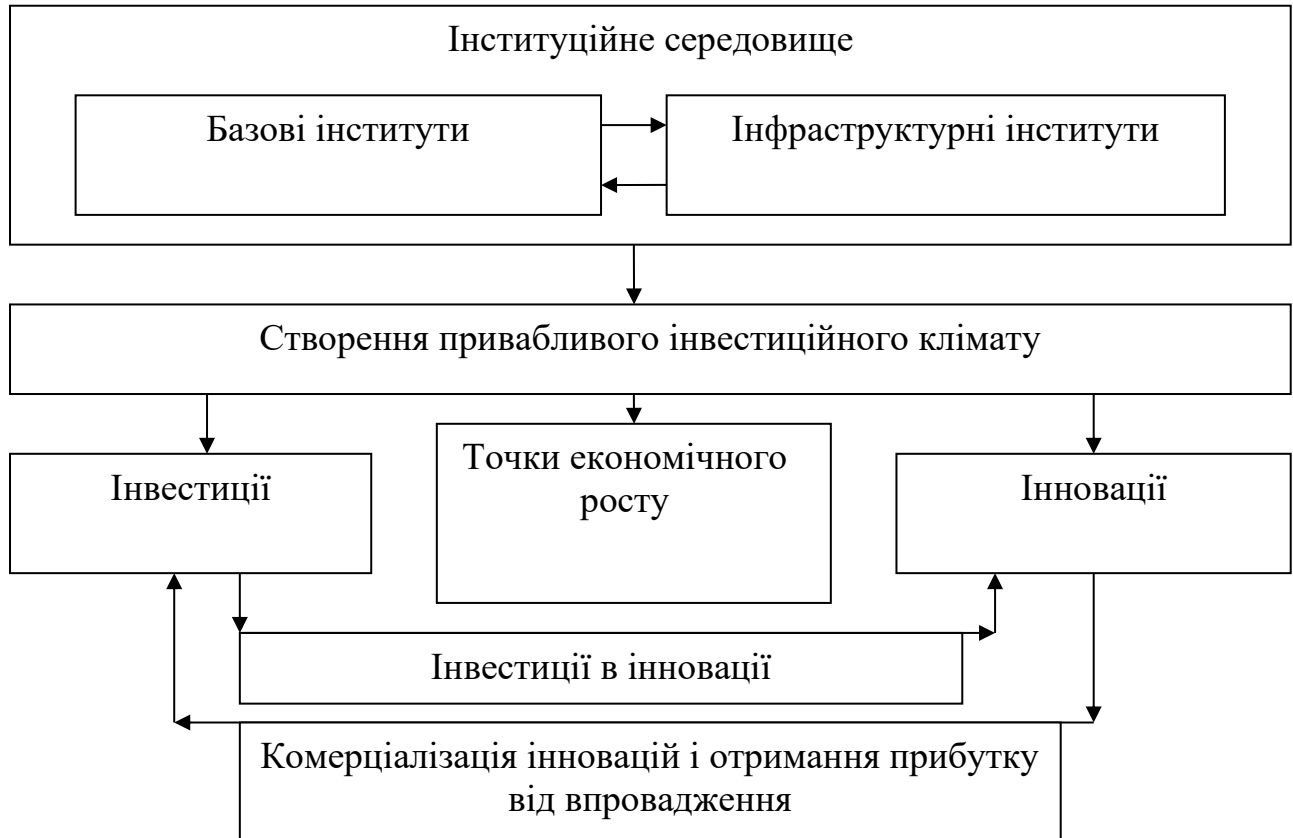 Інституційне середовище
Базові інститути
Інфраструктурні інститути
Створення привабливого інвестиційного клімату
Інвестиції
Точки економічного
росту
Інновації
Інвестиції в інновації
Комерціалізація інновацій і отримання прибутку
від впровадження